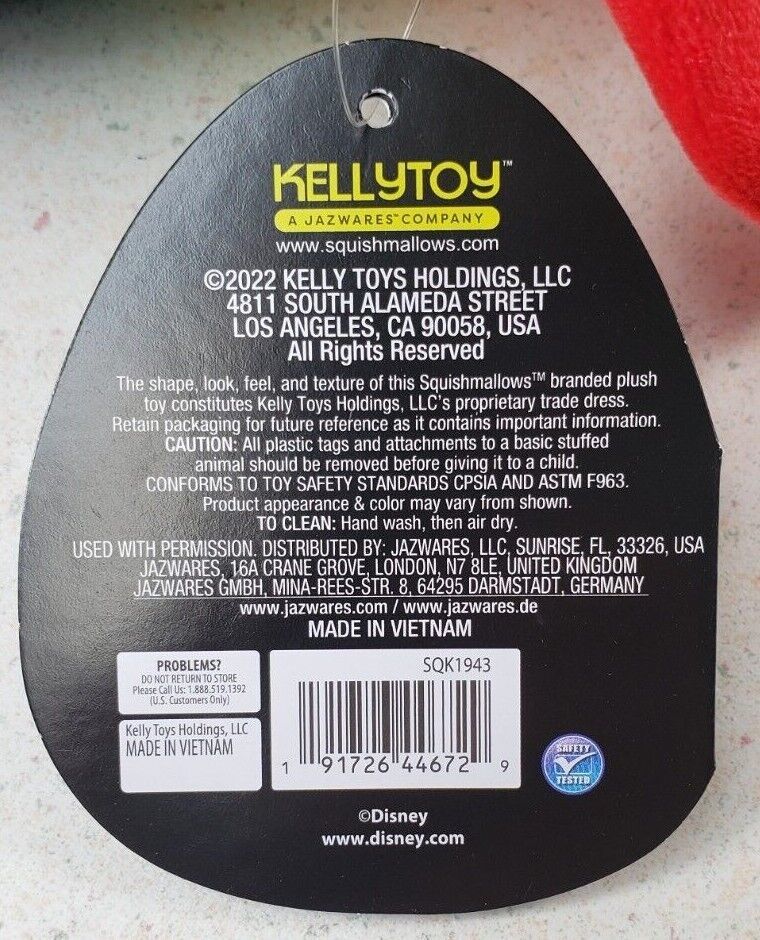 KELLYTOY™
A JAZWARES™ COMPANY
www.squishmallows.com
©2022 KELLY TOYS HOLDINGS, LLC
4811 SOUTH ALAMEDA STREET
LOS ANGELES, CA 90058, USA
All Rights Reserved
The shape, look, feel, and texture of this Squishmallows™ branded plush
toy constitutes Kelly Toys Holdings, LLC's proprietary trade dress.
Retain packaging for future reference as it contains important information.
CAUTION: All plastic tags and attachments to a basic stuffed
animal should be removed before giving it to a child.
CONFORMS TO TOY SAFETY STANDARDS CPSIA AND ASTM F963.
Product appearance & color may vary from shown.
TO CLEAN: Hand wash, then air dry.
USED WITH PERMISSION. DISTRIBUTED BY: JAZWARES, LLC, SUNRISE, FL, 33326, USA
JAZWARES, 16A CRANE GROVE, LONDON, N7 8LE, UNITED KINGDOM
JAZWARES GMBH, MINA-REES-STR. 8, 64295 DARMSTADT, GERMANY
www.jazwares.com / www.jazwares.de
MADE IN VIETNAM
PROBLEMS?
DO NOT RETURN TO STORE
Please Call Us: 1.888.519.1392
(U.S. Customers Only)
Kelly Toys Holdings, LLC
MADE IN VIETNAM
SQK1943
1 91726 44672 9
SAFETY
TESTED
©Disney
www.disney.com